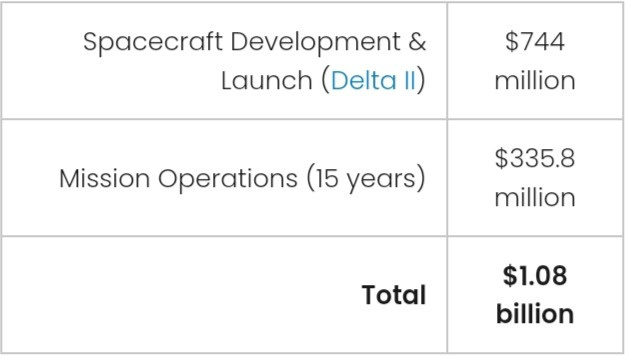 Spacecraft Development &
Launch (Delta II)
$744
million
Mission Operations (15 years)
$335.8
million
Total
$1.08
billion